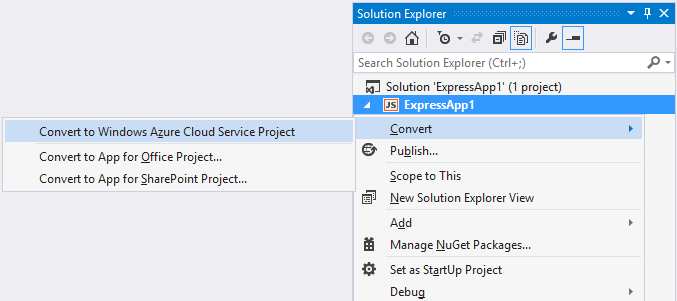 Solution Explorer
Search Solution Explorer (Ctrl+;)
Solution 'ExpressApp1' (1 project)
JS ExpressApp1
Convert
Convert to Windows Azure Cloud Service Project
Convert to App for Office Project...
Convert to App for SharePoint Project...
Publish...
Scope to This
New Solution Explorer View
Add
Manage NuGet Packages...
Set as StartUp Project
Debug